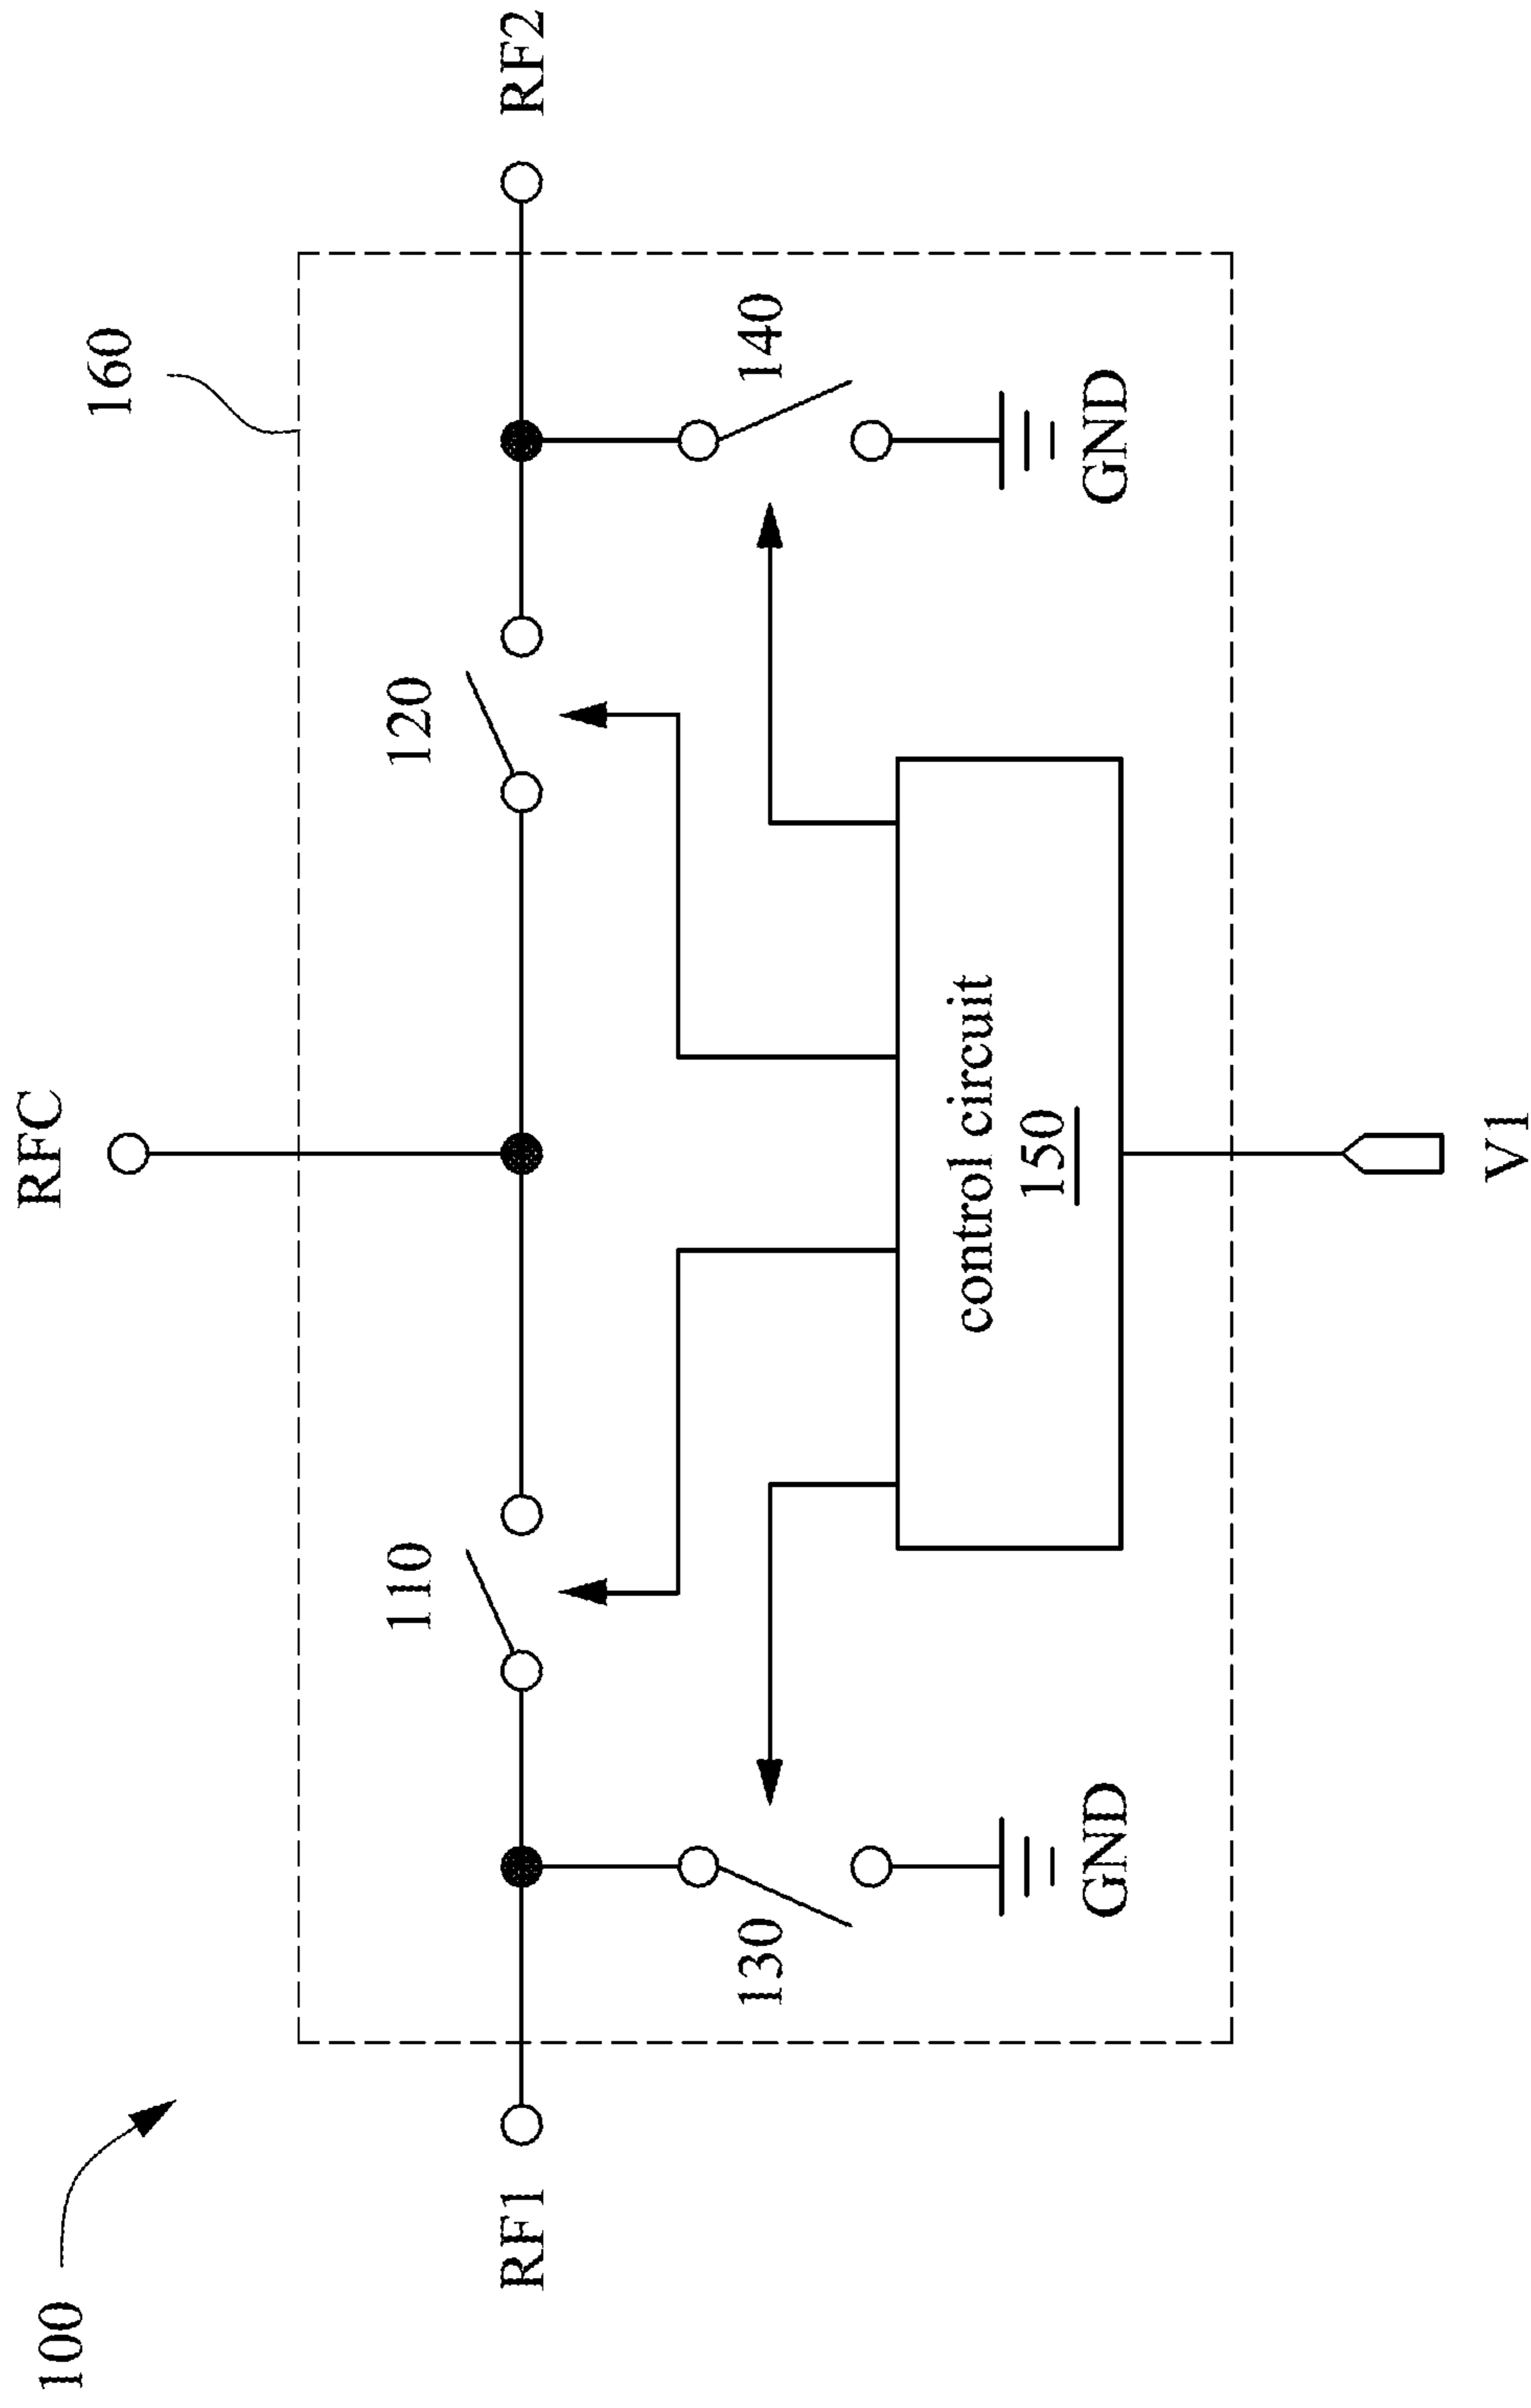 100
RFC
160
110
120
RF1
RF2
130
140
control circuit
150
GND
GND
V1